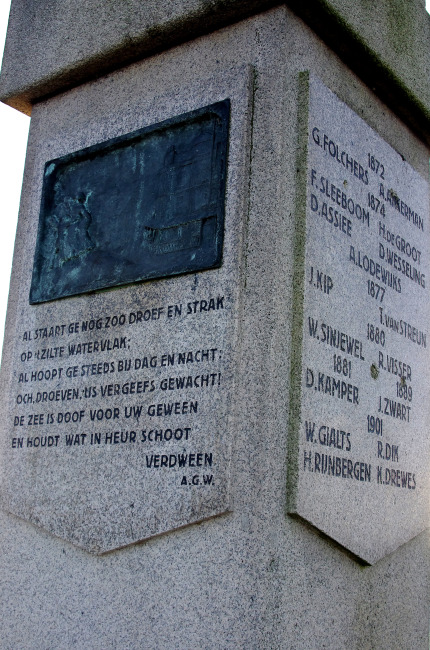 AL STAART GE NOG ZOO DROEF EN STRAK
OP 'T ZILTE WATERVLAK;
AL HOOPT GE STEEDS BIJ DAG EN NACHT;
OCH, DROEVEN, 'T IS VERGEEFS GEWACHT!
DE ZEE IS DOOF VOOR UW GEWEEN
EN HOUDT WAT IN HEUR SCHOOT
VERDWEEN
A.G.W.
1872
G. FOLCHERS A. AKKERMAN
1874
F. SLEEBOOM H. DE GROOT
D. ASSIEE D. WESSELING
A. LODEWIJKS
1877
J. KIP T. VAN STREUN
1880
W. SINJEWEL R. VISSER
1881 1889
D. KAMPER J. ZWART
1901
W. GIALTS R. DIK
H. RIJNBERGEN K. DREWES